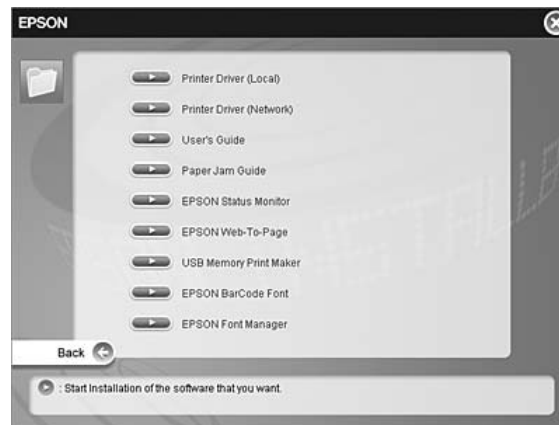 EPSON
Printer Driver (Local)
Printer Driver (Network)
User's Guide
Paper Jam Guide
EPSON Status Monitor
EPSON Web-To-Page
USB Memory Print Maker
EPSON BarCode Font
EPSON Font Manager
Back
: Start Installation of the software that you want.